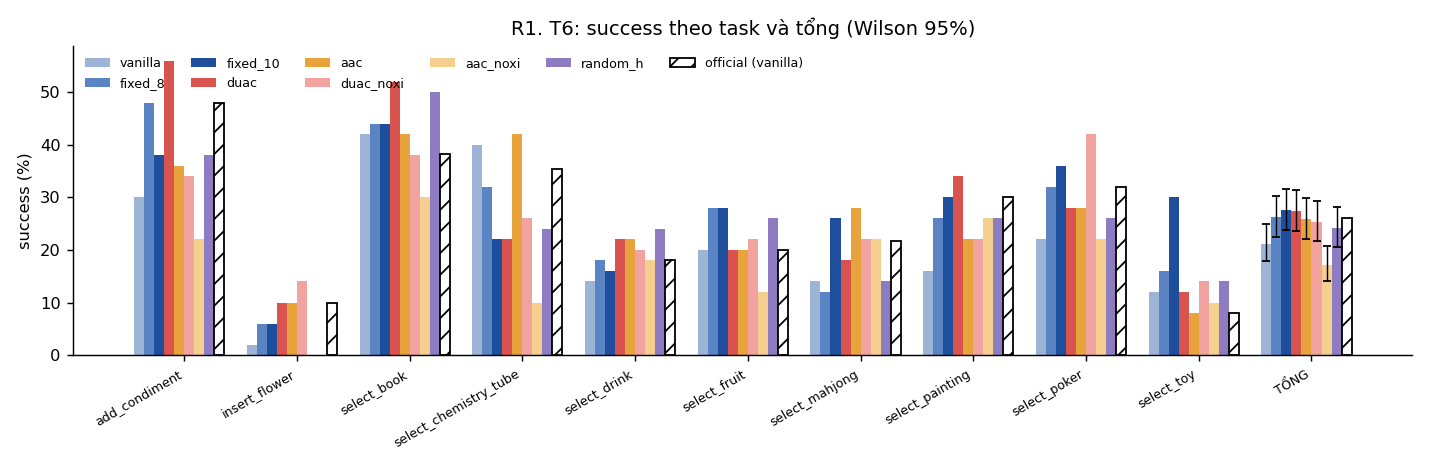 R1. T6: success theo task và tổng (Wilson 95%)
vanilla fixed_10 aac aac_noxi random_h official (vanilla)
fixed_8 duac duac_noxi
success (%)
50
40
30
20
10
0
add_condiment insert_flower select_book select_chemistry_tube select_drink select_fruit select_mahjong select_painting select_poker select_toy TỔNG